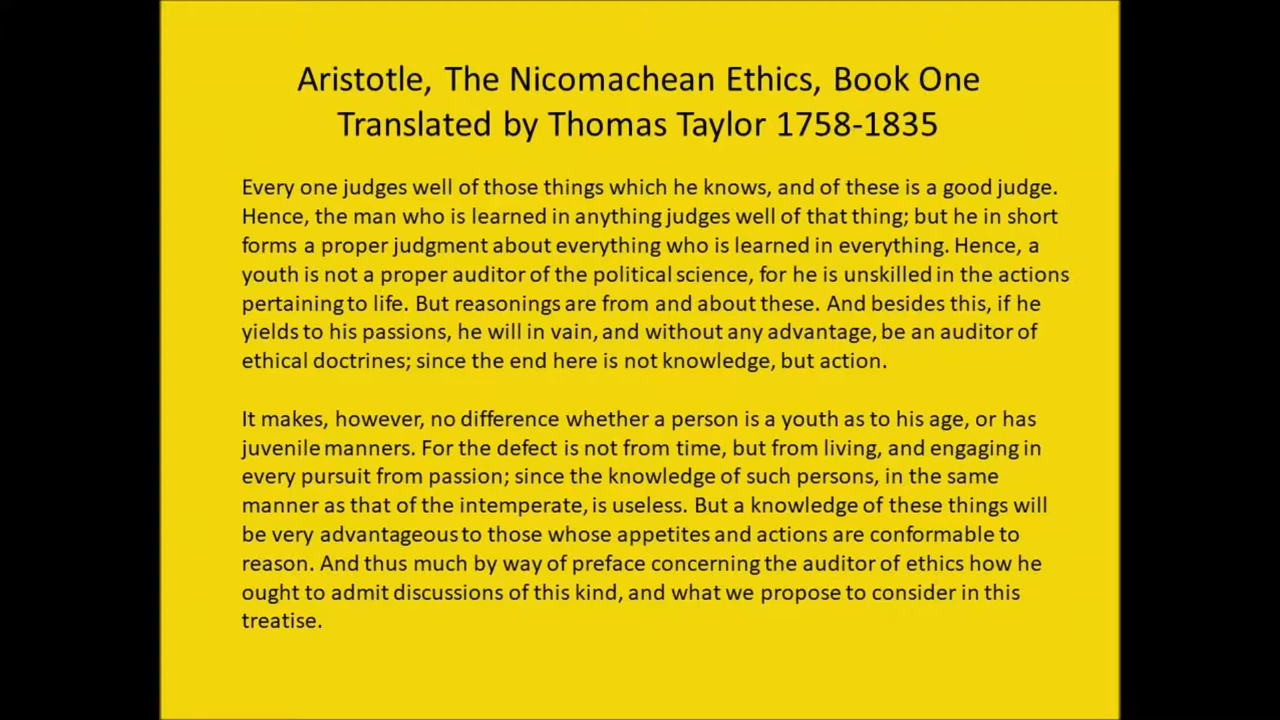 Aristotle, The Nicomachean Ethics, Book One
Translated by Thomas Taylor 1758-1835
Every one judges well of those things which he knows, and of these is a good judge.
Hence, the man who is learned in anything judges well of that thing; but he in short
forms a proper judgment about everything who is learned in everything. Hence, a
youth is not a proper auditor of the political science, for he is unskilled in the actions
pertaining to life. But reasonings are from and about these. And besides this, if he
yields to his passions, he will in vain, and without any advantage, be an auditor of
ethical doctrines; since the end here is not knowledge, but action.
It makes, however, no difference whether a person is a youth as to his age, or has
juvenile manners. For the defect is not from time, but from living, and engaging in
every pursuit from passion; since the knowledge of such persons, in the same
manner as that of the intemperate, is useless. But a knowledge of these things will
be very advantageous to those whose appetites and actions are conformable to
reason. And thus much by way of preface concerning the auditor of ethics how he
ought to admit discussions of this kind, and what we propose to consider in this
treatise.